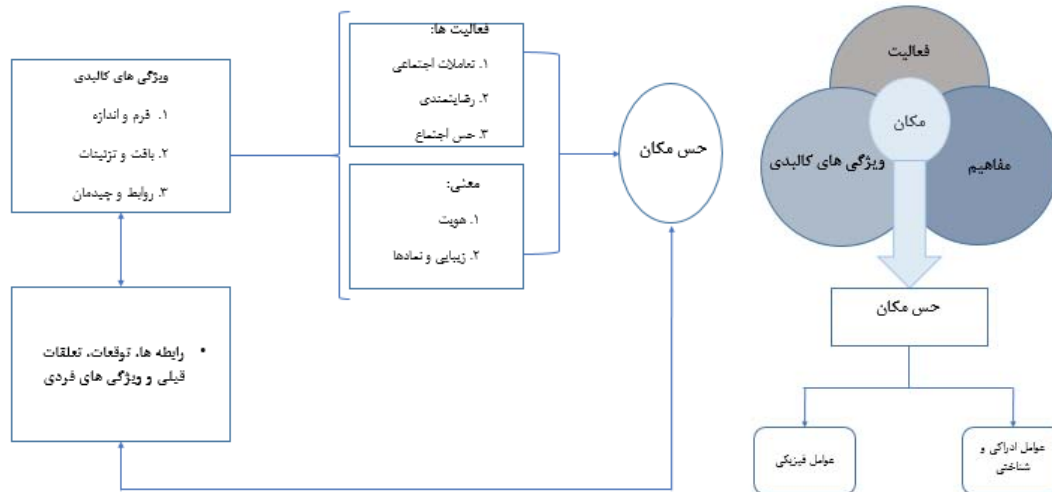 فعالیت
مکان
ویژگی های کالبدی
مفاهیم
حس مکان
عوامل ادراکی و
شناختی
عوامل فیزیکی
حس مکان
فعالیت ها:
۱. تعاملات اجتماعی
۲. رضایتمندی
۳. حس اجتماع
معنی:
۱. هویت
۲. زیبایی و نمادها
ویژگی های کالبدی
۱. فرم و اندازه
۲. بافت و تزئینات
۳. روابط و چیدمان
• رابطه ها، توقعات، تعلقات
قبلی و ویژگی های فردی